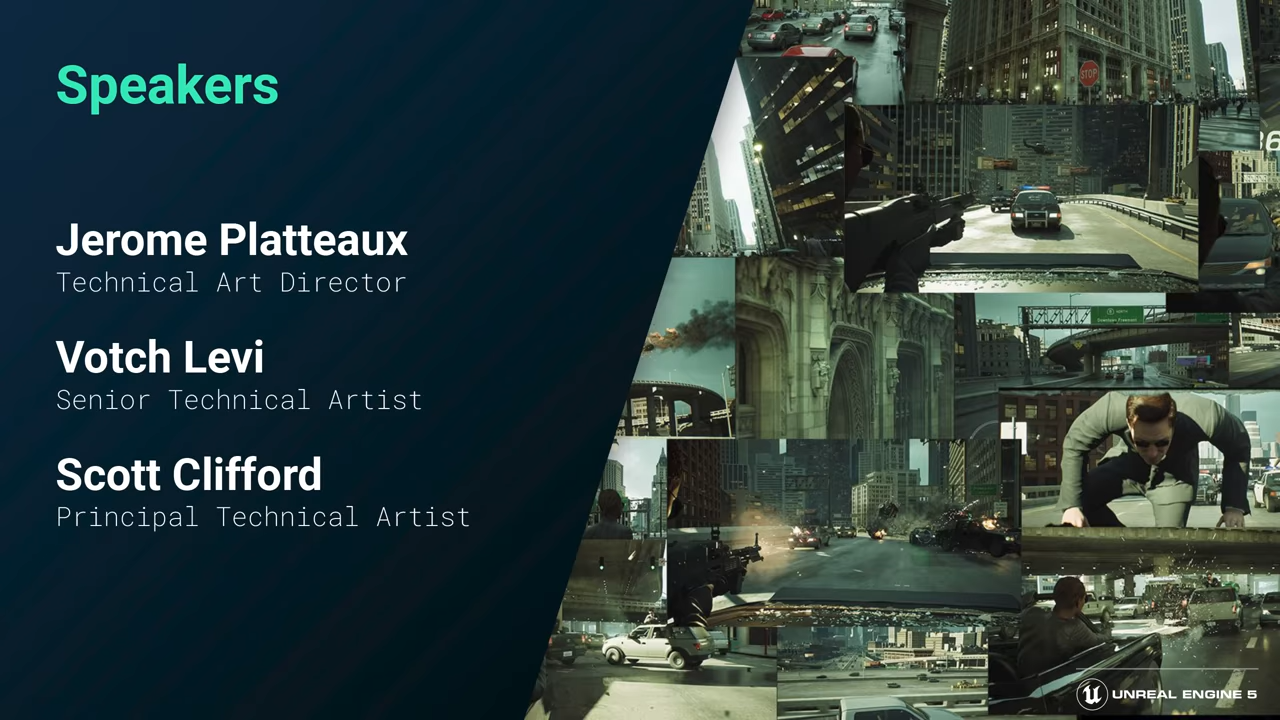 Speakers
Jerome Platteaux
Technical Art Director
Votch Levi
Senior Technical Artist
Scott Clifford
Principal Technical Artist
STOP
UNREAL ENGINE 5